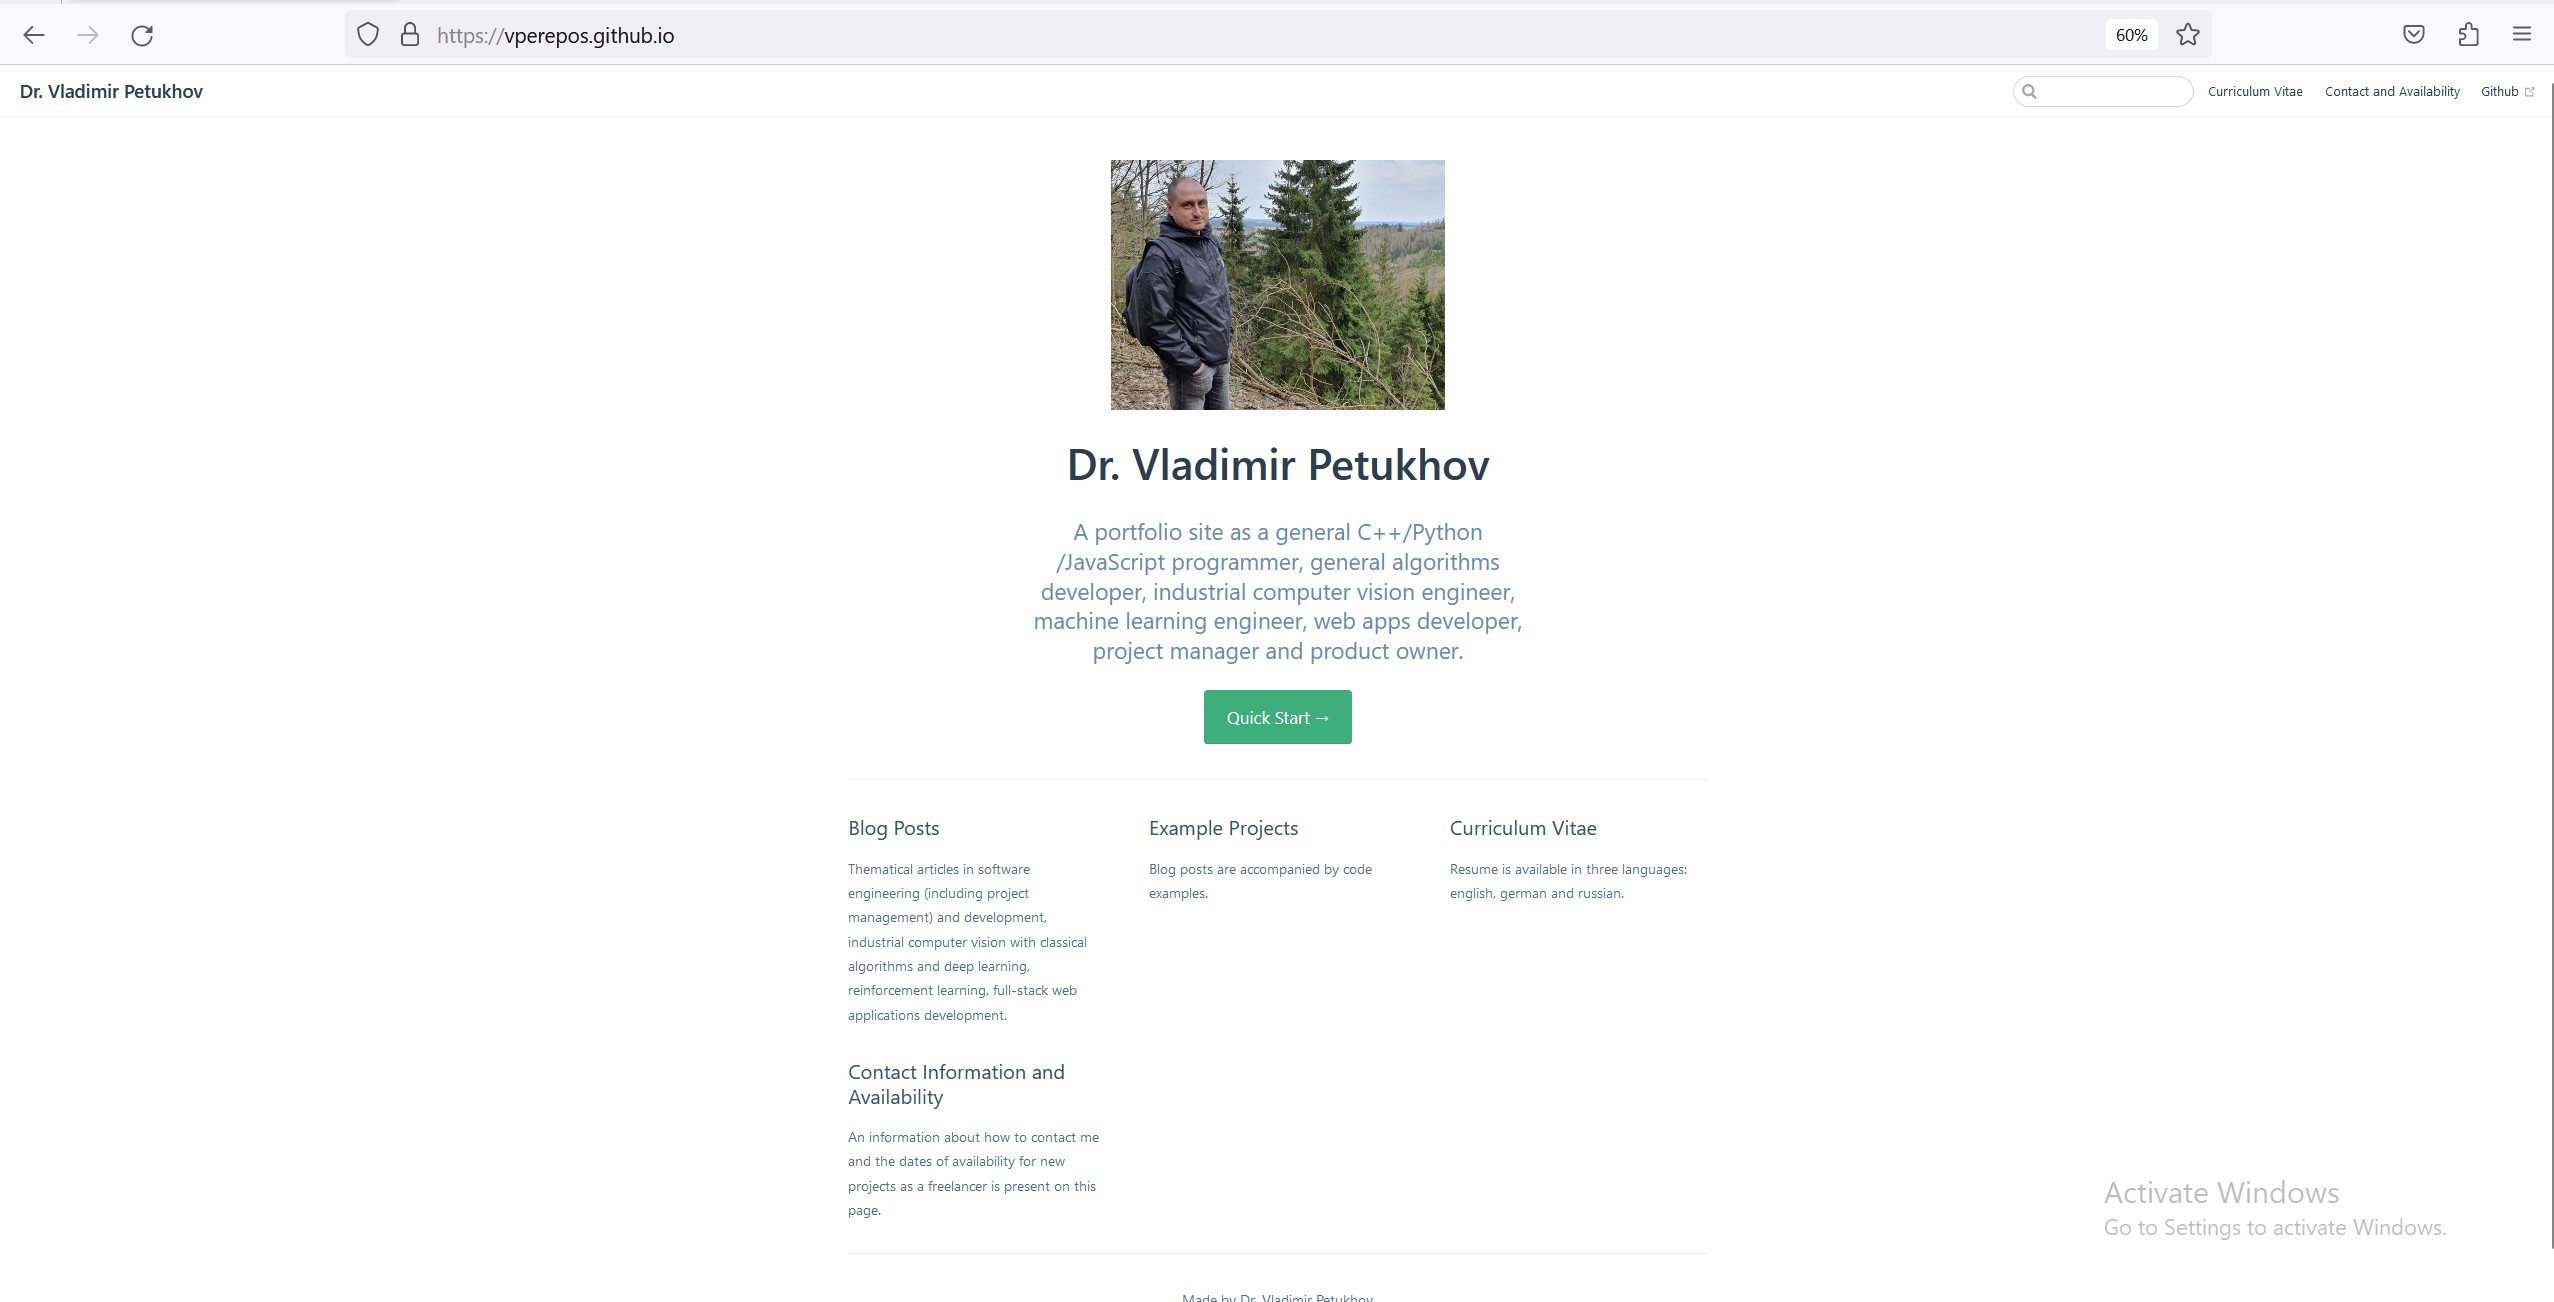 https://vperepos.github.io
60%
Dr. Vladimir Petukhov
Curriculum Vitae
Contact and Availability
Github
Dr. Vladimir Petukhov
A portfolio site as a general C++/Python
/JavaScript programmer, general algorithms
developer, industrial computer vision engineer,
machine learning engineer, web apps developer,
project manager and product owner.
Quick Start →
Blog Posts
Thematical articles in software
engineering (including project
management) and development,
industrial computer vision with classical
algorithms and deep learning,
reinforcement learning, full-stack web
applications development.
Example Projects
Blog posts are accompanied by code
examples.
Curriculum Vitae
Resume is available in three languages:
english, german and russian.
Contact Information and
Availability
An information about how to contact me
and the dates of availability for new
projects as a freelancer is present on this
page.
Activate Windows
Go to Settings to activate Windows.
Made by Dr. Vladimir Petukhov